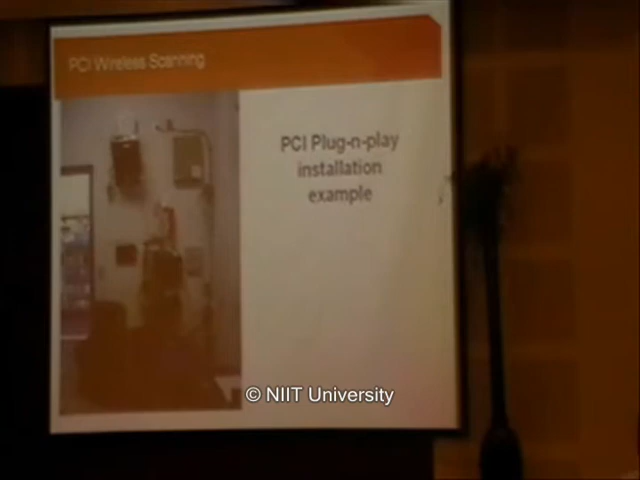 PCI Wireless Scanning
PCI Plug-n-play
installation
example
© NIIT University